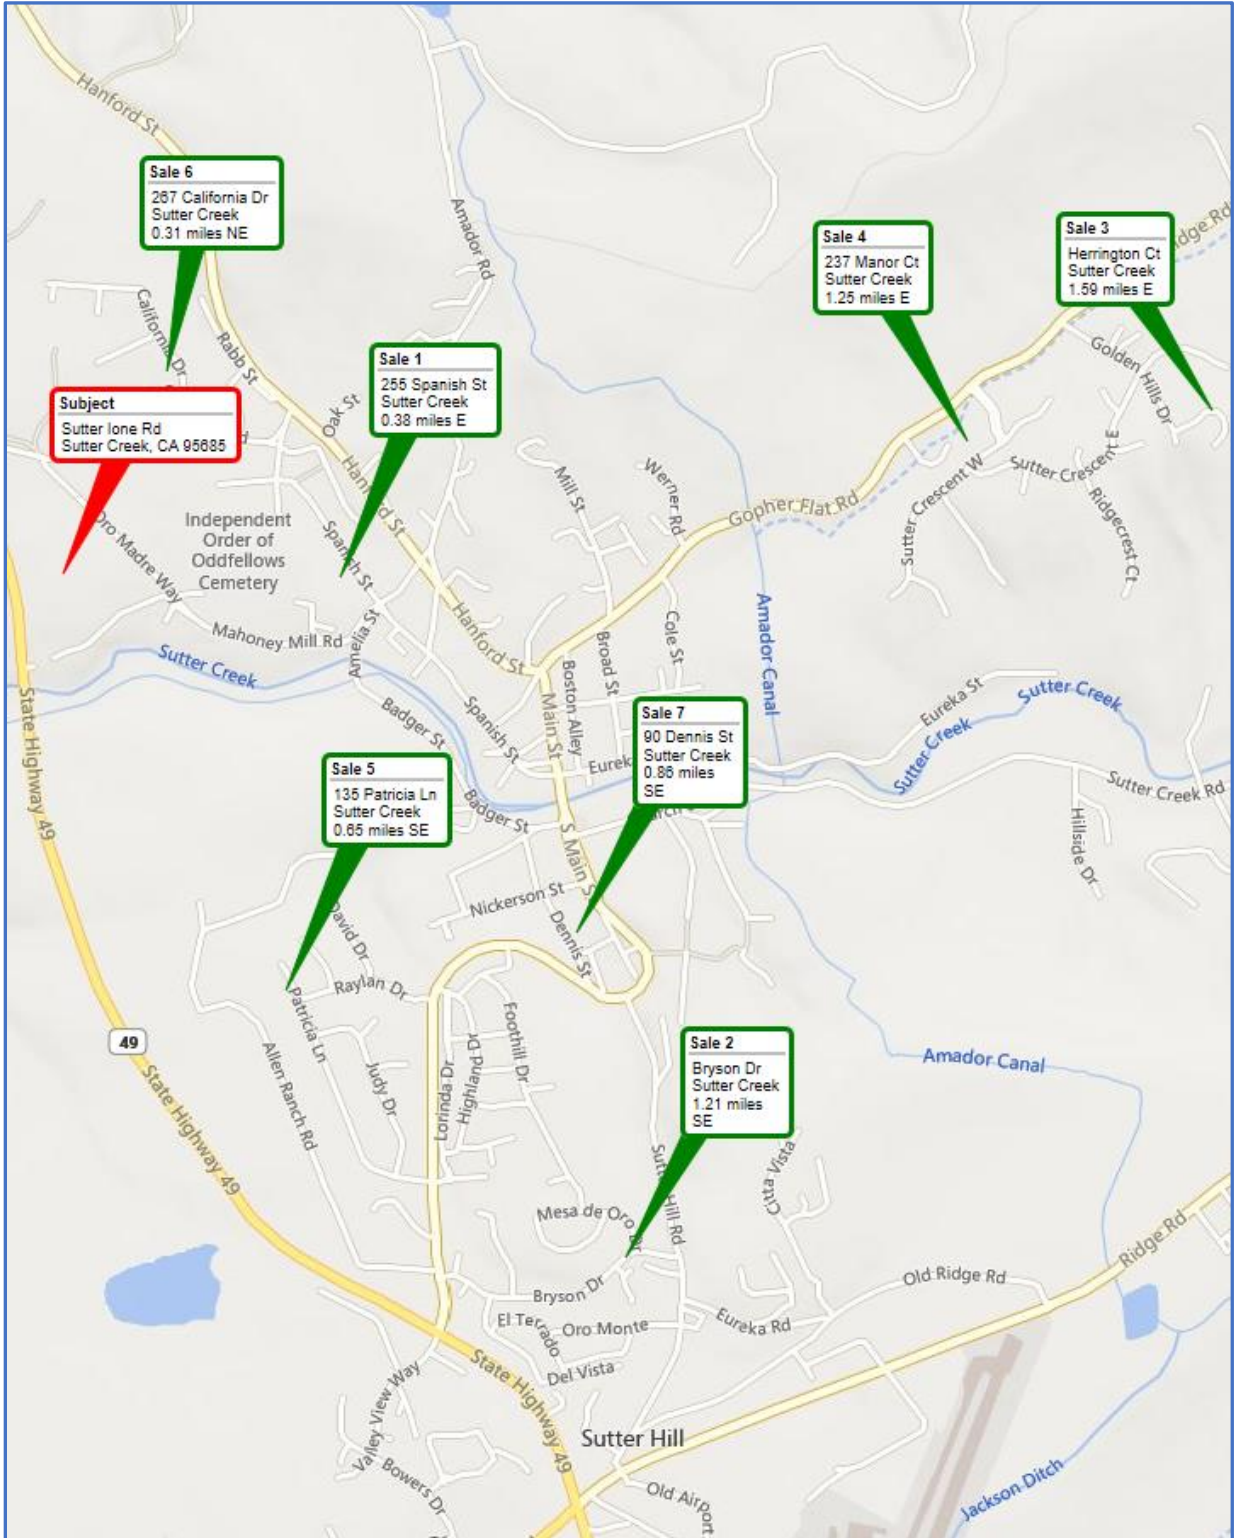 Hanford St
Sale 6
267 California Dr
Sutter Creek
0.31 miles NE
Amador Rd
Sale 3
Herrington Ct
Sutter Creek
1.59 miles E
Sale 4
237 Manor Ct
Sutter Creek
1.25 miles E
California Dr
Rabb St
Golden Hills Dr
Sale 1
255 Spanish St
Sutter Creek
0.38 miles E
Subject
Sutter Ione Rd
Sutter Creek, CA 95685
Oak St
Hanford St
Mill St
Werner Rd
Gopher Flat Rd
Sutter Crescent W
Sutter Crescent E
Ridgecrest Ct
Oro Madre Way
Independent
Order of
Oddfellows
Cemetery
Spanish St
Amelia St
Mahoney Mill Rd
Hanford St
Cole St
Broad St
Boston Alley
Amador Canal
Sutter Creek
State Highway 49
Badger St
Spanish St
Main St
Eureka St
Sutter Creek
Sutter Creek
Sutter Creek Rd
Hillside Dr
Sale 7
90 Dennis St
Sutter Creek
0.86 miles
SE
Sale 5
135 Patricia Ln
Sutter Creek
0.65 miles SE
Badger St
S Main St
Nickerson St
Dennis St
David Dr
Raylan Dr
Patricia Ln
Allen Ranch Rd
Judy Dr
Lorinda Dr
Highland Dr
Foothill Dr
49
State Highway 49
Amador Canal
Sale 2
Bryson Dr
Sutter Creek
1.21 miles
SE
Sutter Hill Rd
Citta Vista
Mesa de Oro Dr
Ridge Rd
Old Ridge Rd
Bryson Dr
El Terrado
Oro Monte
Eureka Rd
Del Vista
State Highway 49
Valley View Way
Bowers Dr
Sutter Hill
Old Airport
Jackson Ditch